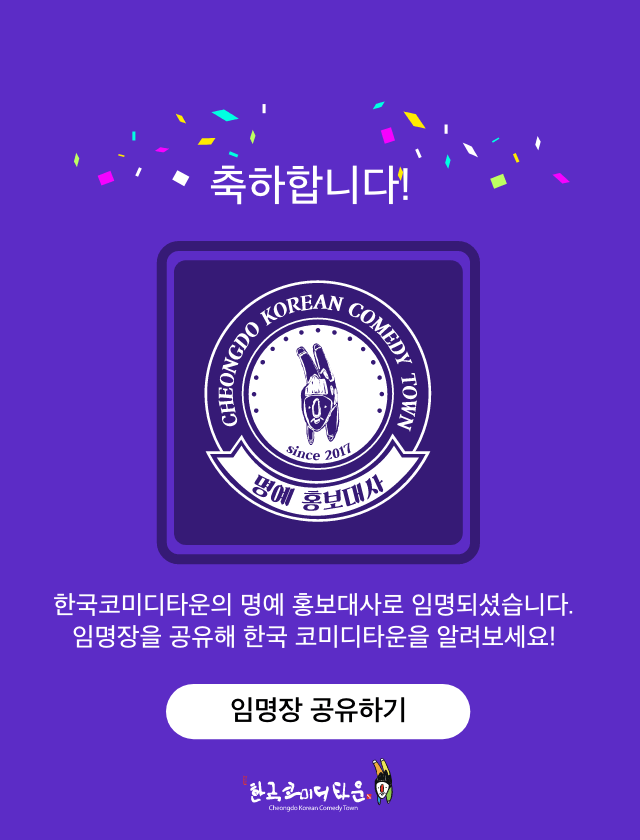 축하합니다!
CHEONGDO KOREAN COMEDY TOWN
since 2017
명예 홍보대사
한국코미디타운의 명예 홍보대사로 임명되셨습니다.
임명장을 공유해 한국 코미디타운을 알려보세요!
임명장 공유하기
한국코미디타운
Cheongdo Korean Comedy Town